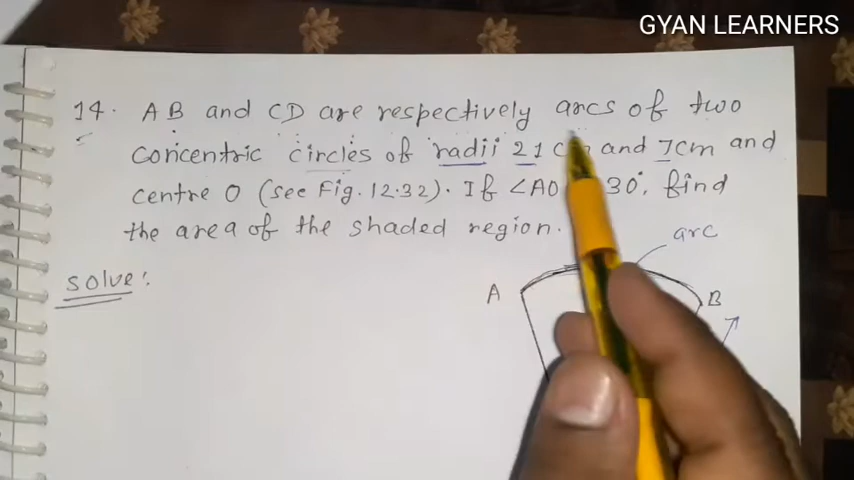 GYAN LEARNERS
14. AB and CD are respectively arcs of two
concentric circles of radii 21 and 7cm and
centre O (see Fig. 12.32). If ∠AO 30°, find
the area of the shaded region.
arc
solve:
A
B